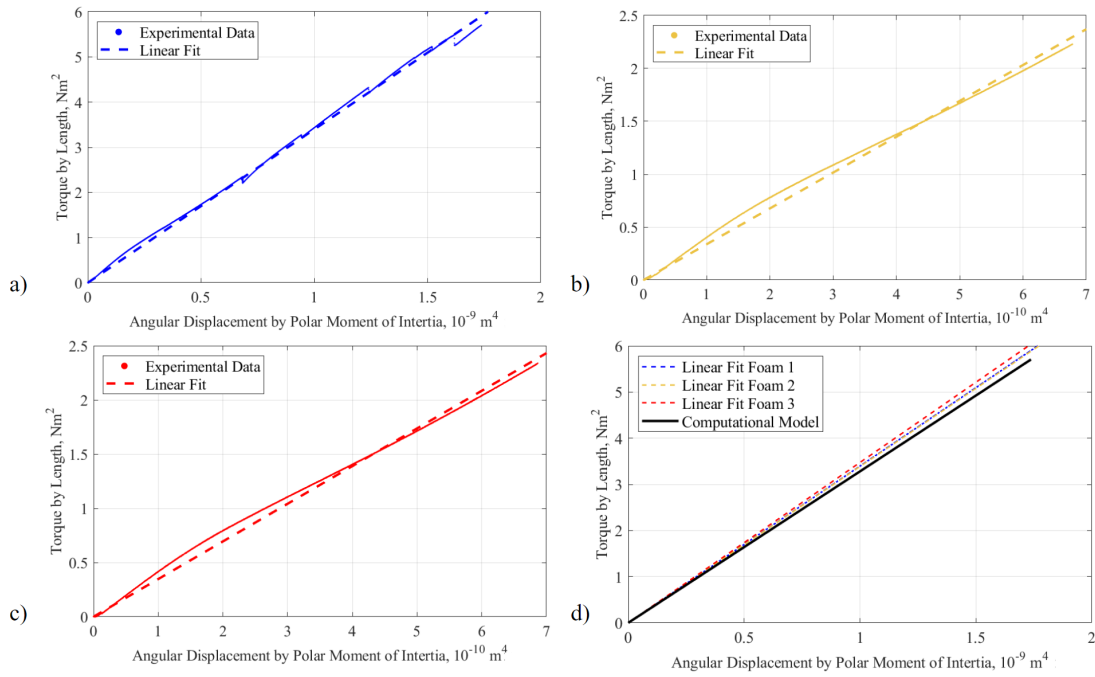 a)
Torque by Length, Nm2
6
5
4
3
2
1
0
Experimental Data
Linear Fit
0 0.5 1 1.5 2
Angular Displacement by Polar Moment of Intertia, 10-9 m4
b)
Torque by Length, Nm2
2.5
2
1.5
1
0.5
0
Experimental Data
Linear Fit
0 1 2 3 4 5 6 7
Angular Displacement by Polar Moment of Intertia, 10-10 m4
c)
Torque by Length, Nm2
2.5
2
1.5
1
0.5
0
Experimental Data
Linear Fit
0 1 2 3 4 5 6 7
Angular Displacement by Polar Moment of Intertia, 10-10 m4
d)
Torque by Length, Nm2
6
5
4
3
2
1
0
Linear Fit Foam 1
Linear Fit Foam 2
Linear Fit Foam 3
Computational Model
0 0.5 1 1.5 2
Angular Displacement by Polar Moment of Intertia, 10-9 m4